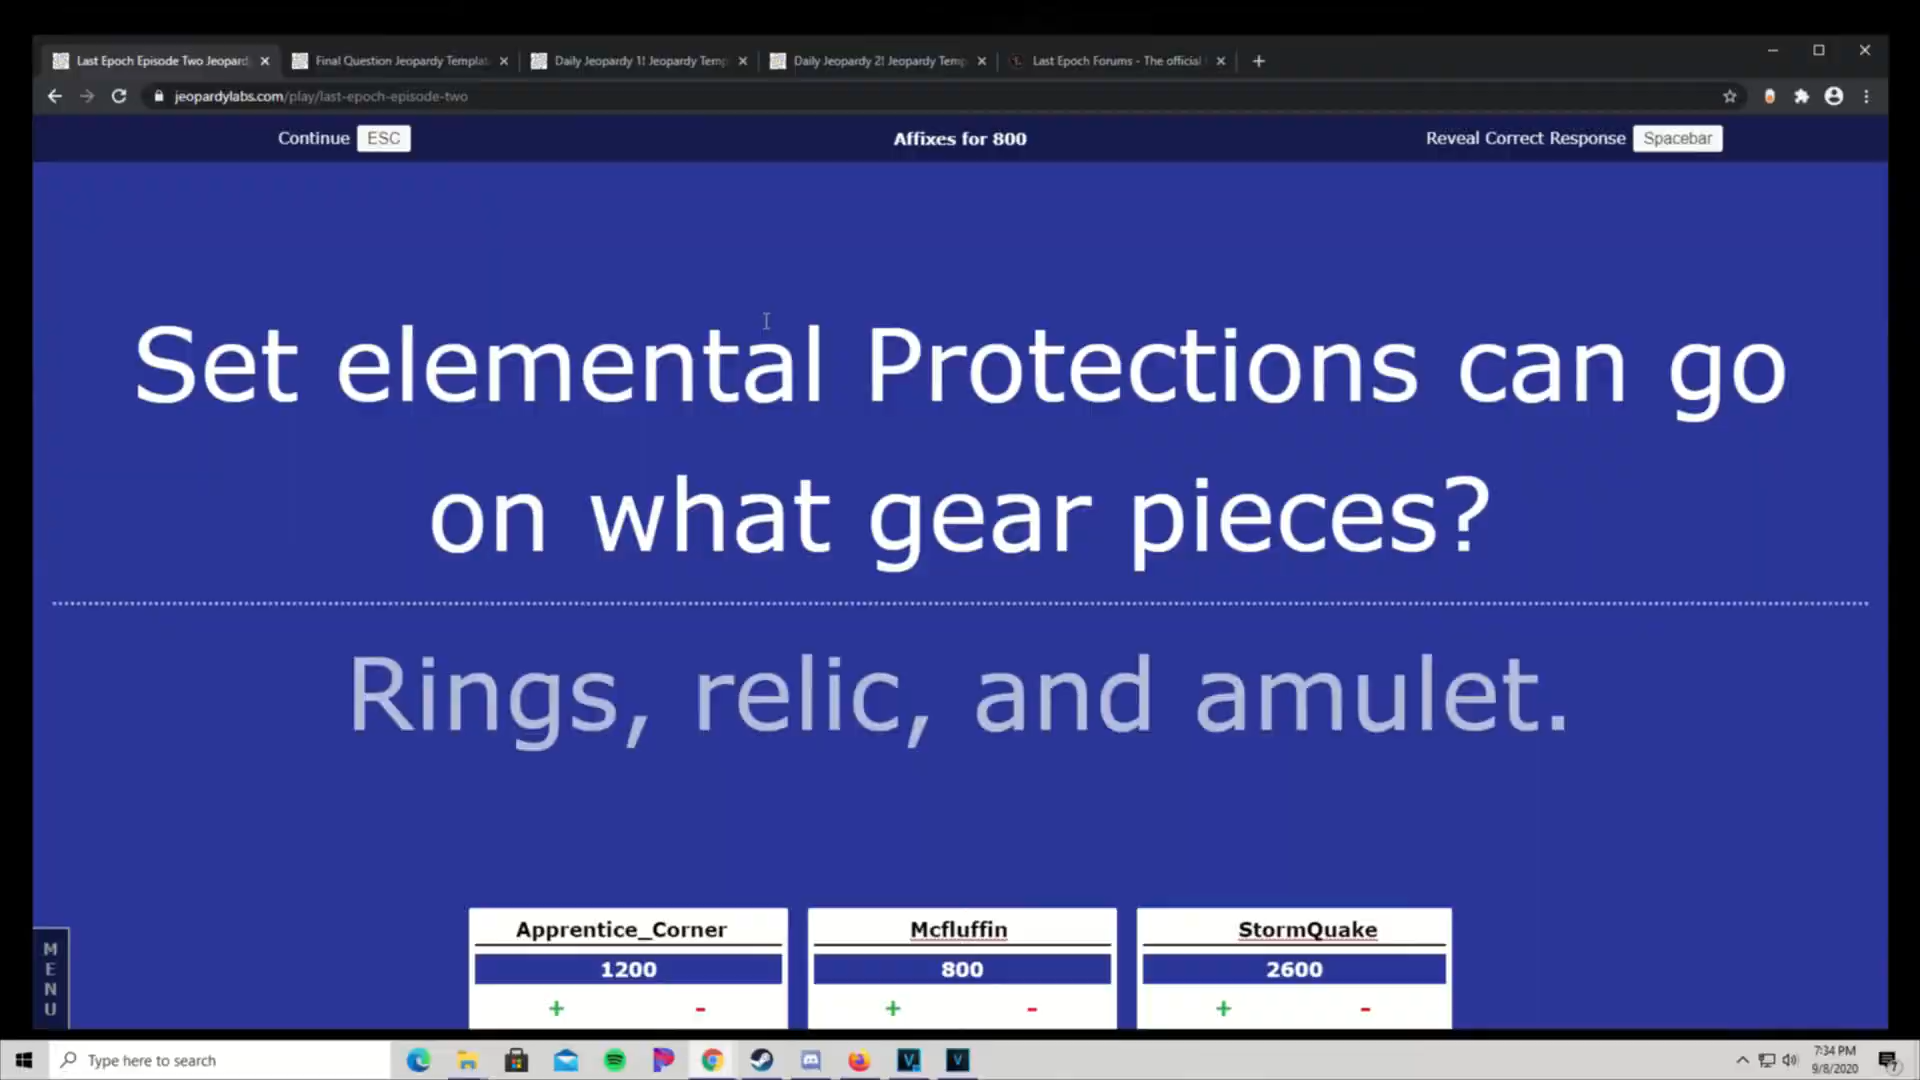 Last Epoch Episode Two Jeopard
Final Question Jeopardy Templat
Daily Jeopardy 1! Jeopardy Temp
Daily Jeopardy 2! Jeopardy Temp
Last Epoch Forums - The official
jeopardylabs.com/play/last-epoch-episode-two
Continue ESC
Affixes for 800
Reveal Correct Response Spacebar
Set elemental Protections can go
on what gear pieces?
Rings, relic, and amulet.
MENU
Apprentice_Corner
1200
+ -
Mcfluffin
800
+ -
StormQuake
2600
+ -
Type here to search
7:34 PM
9/8/2020